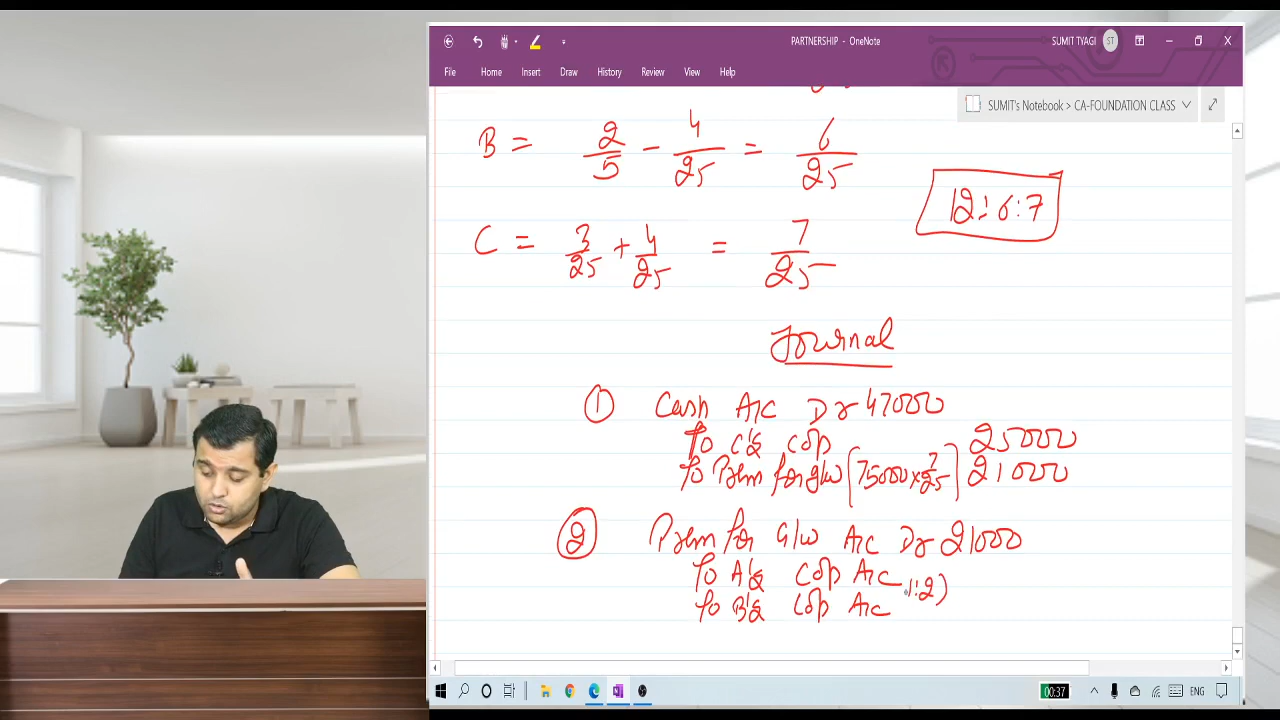 PARTNERSHIP - OneNote
SUMIT TYAGI ST
File Home Insert Draw History Review View Help
SUMIT's Notebook > CA-FOUNDATION CLASS
B = 2/5 - 4/25 = 6/25
12:6:7
C = 3/25 + 4/25 = 7/25
Journal
① Cash A/C Dr 47000
To C's Cap 25000
To Prem for g/w [75000 x 7/25] 21000
② Prem for G/w A/C Dr 21000
To A's Cap A/C
1:2)
To B's Cap A/C
00:37 ENG